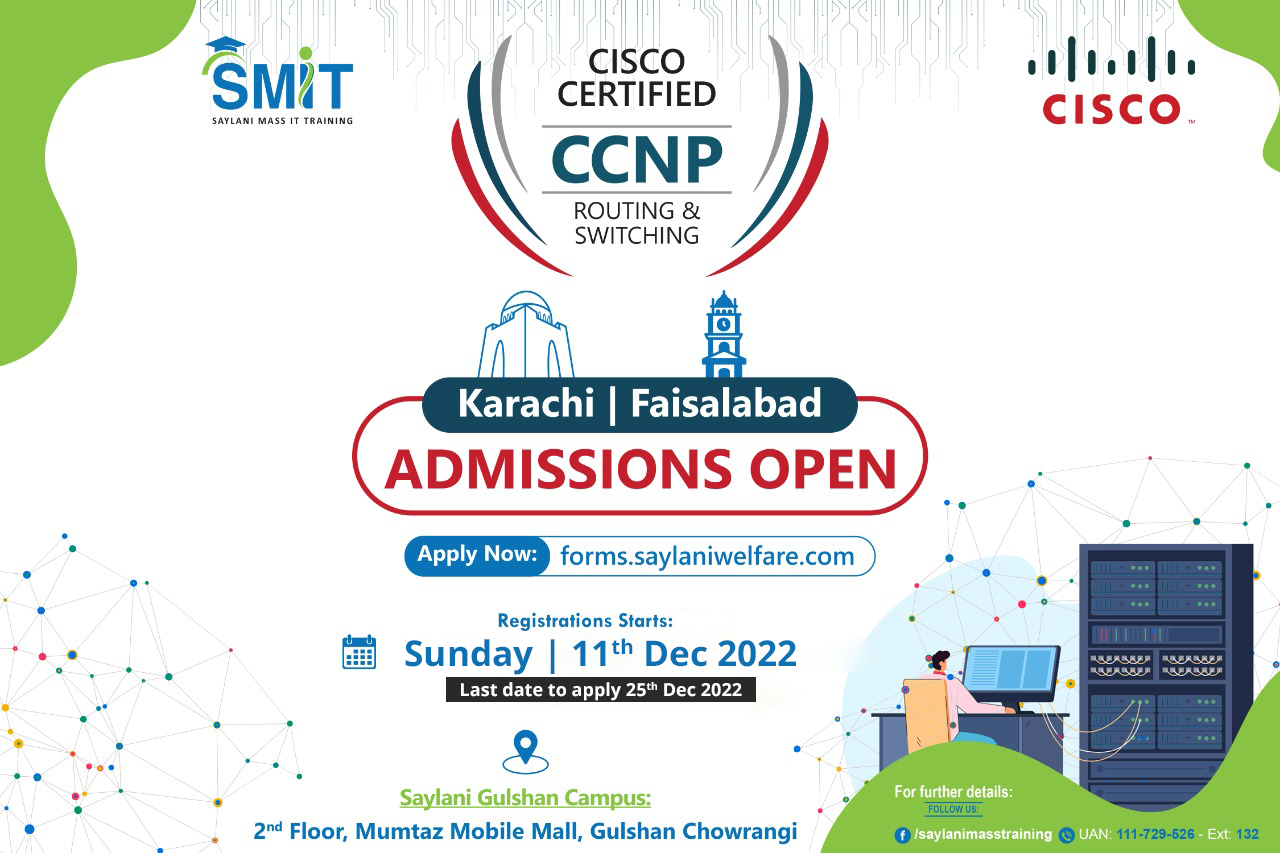 SMIT
SAYLANI MASS IT TRAINING
CISCO
CERTIFIED
CCNP
ROUTING &
SWITCHING
CISCO™
Karachi | Faisalabad
ADMISSIONS OPEN
Apply Now: forms.saylaniwelfare.com
Registrations Starts:
Sunday | 11th Dec 2022
Last date to apply 25th Dec 2022
Saylani Gulshan Campus:
2nd Floor, Mumtaz Mobile Mall, Gulshan Chowrangi
For further details:
FOLLOW US:
/saylanimasstraining UAN: 111-729-526 - Ext: 132